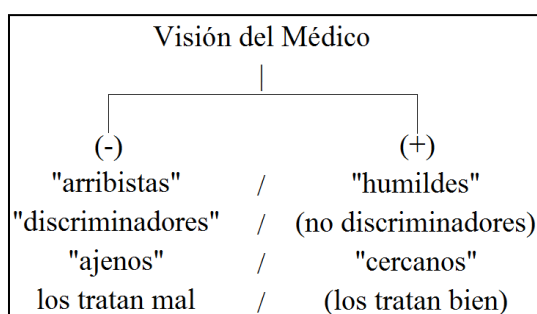 Visión del Médico
(-) (+)
"arribistas" / "humildes"
"discriminadores" / (no discriminadores)
"ajenos" / "cercanos"
los tratan mal / (los tratan bien)